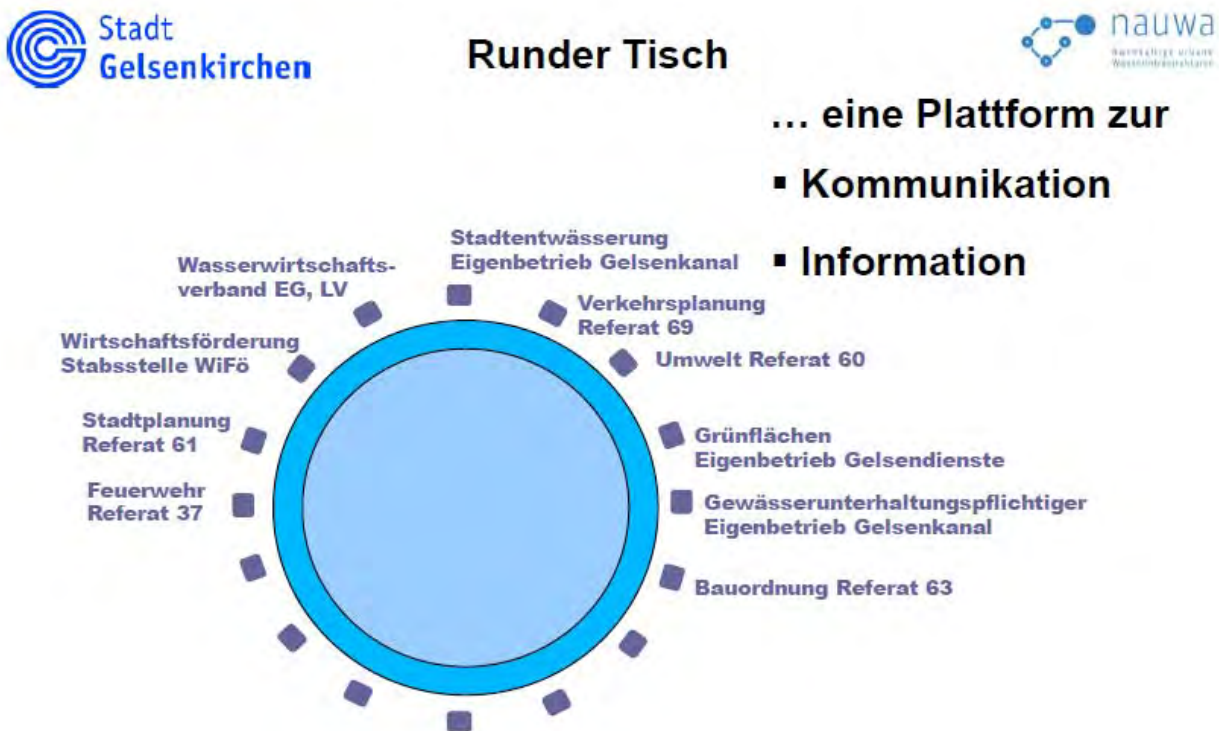 Stadt
Gelsenkirchen
Runder Tisch
nauwa
... eine Plattform zur
▪ Kommunikation
▪ Information
Stadtentwässerung
Eigenbetrieb Gelsenkanal
Wasserwirtschafts-
verband EG, LV
Verkehrsplanung
Referat 69
Wirtschaftsförderung
Stabsstelle WiFö
Umwelt Referat 60
Stadtplanung
Referat 61
Grünflächen
Eigenbetrieb Gelsendienste
Feuerwehr
Referat 37
Gewässerunterhaltungspflichtiger
Eigenbetrieb Gelsenkanal
Bauordnung Referat 63